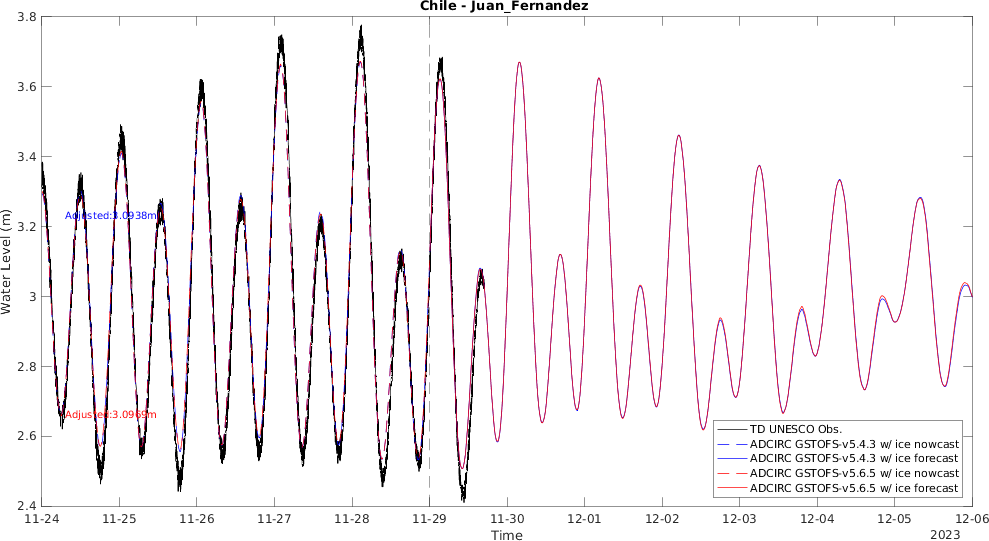 Chile - Juan_Fernandez
Water Level (m)
3.8
3.6
3.4
3.2
3
2.8
2.6
2.4
Adjusted:3.0938m
Adjusted:3.0969m
TD UNESCO Obs.
ADCIRC GSTOFS-v5.4.3 w/ ice nowcast
ADCIRC GSTOFS-v5.4.3 w/ ice forecast
ADCIRC GSTOFS-v5.6.5 w/ ice nowcast
ADCIRC GSTOFS-v5.6.5 w/ ice forecast
11-24 11-25 11-26 11-27 11-28 11-29 11-30 12-01 12-02 12-03 12-04 12-05 12-06
Time
2023